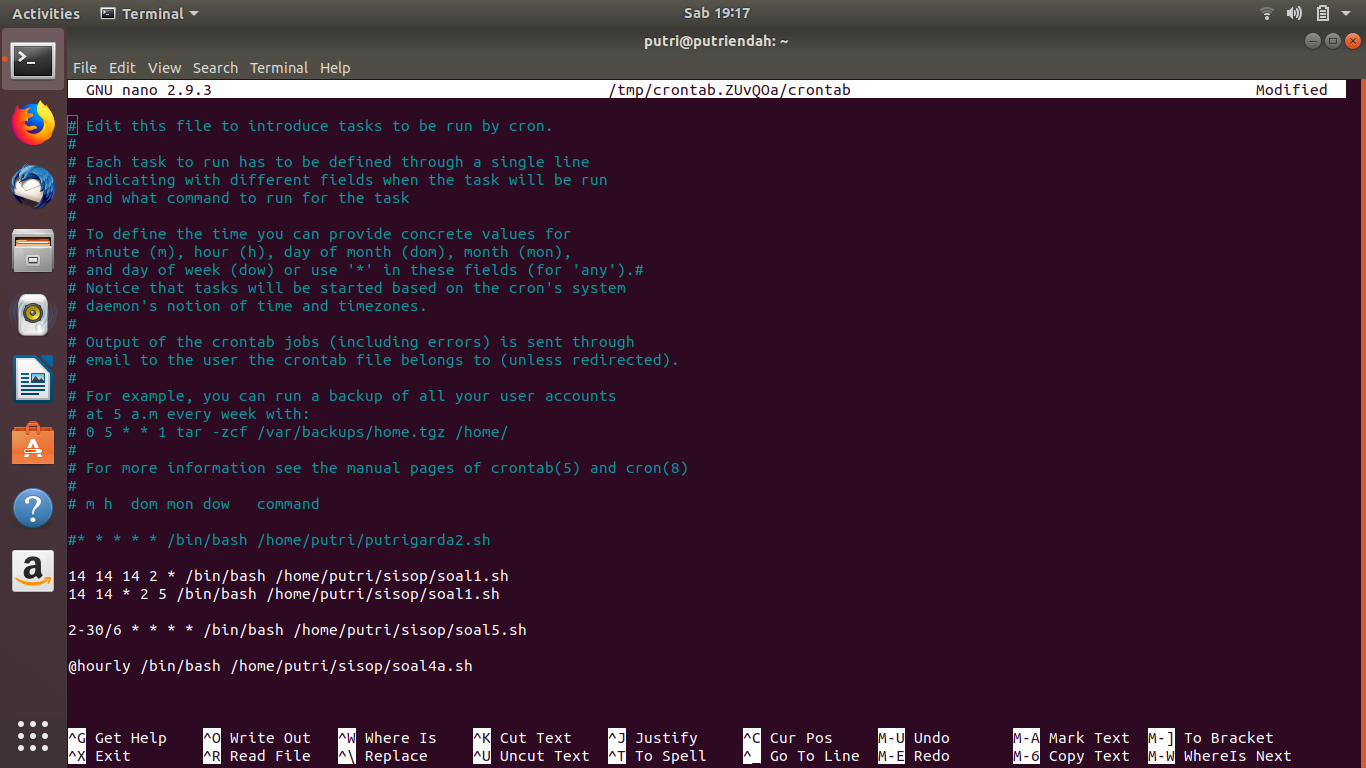 Activities Terminal Sab 19:17
putri@putriendah: ~
File Edit View Search Terminal Help
GNU nano 2.9.3 /tmp/crontab.ZUvQOa/crontab Modified
# Edit this file to introduce tasks to be run by cron.
#
# Each task to run has to be defined through a single line
# indicating with different fields when the task will be run
# and what command to run for the task
#
# To define the time you can provide concrete values for
# minute (m), hour (h), day of month (dom), month (mon),
# and day of week (dow) or use '*' in these fields (for 'any').#
# Notice that tasks will be started based on the cron's system
# daemon's notion of time and timezones.
#
# Output of the crontab jobs (including errors) is sent through
# email to the user the crontab file belongs to (unless redirected).
#
# For example, you can run a backup of all your user accounts
# at 5 a.m every week with:
# 0 5 * * 1 tar -zcf /var/backups/home.tgz /home/
#
# For more information see the manual pages of crontab(5) and cron(8)
#
# m h  dom mon dow   command
#* * * * * /bin/bash /home/putri/putrigarda2.sh
14 14 14 2 * /bin/bash /home/putri/sisop/soal1.sh
14 14 * 2 5 /bin/bash /home/putri/sisop/soal1.sh
2-30/6 * * * * /bin/bash /home/putri/sisop/soal5.sh
@hourly /bin/bash /home/putri/sisop/soal4a.sh
^G Get Help ^O Write Out ^W Where Is ^K Cut Text ^J Justify ^C Cur Pos M-U Undo M-A Mark Text M-] To Bracket
^X Exit ^R Read File ^\ Replace ^U Uncut Text ^T To Spell ^_ Go To Line M-E Redo M-6 Copy Text M-W WhereIs Next